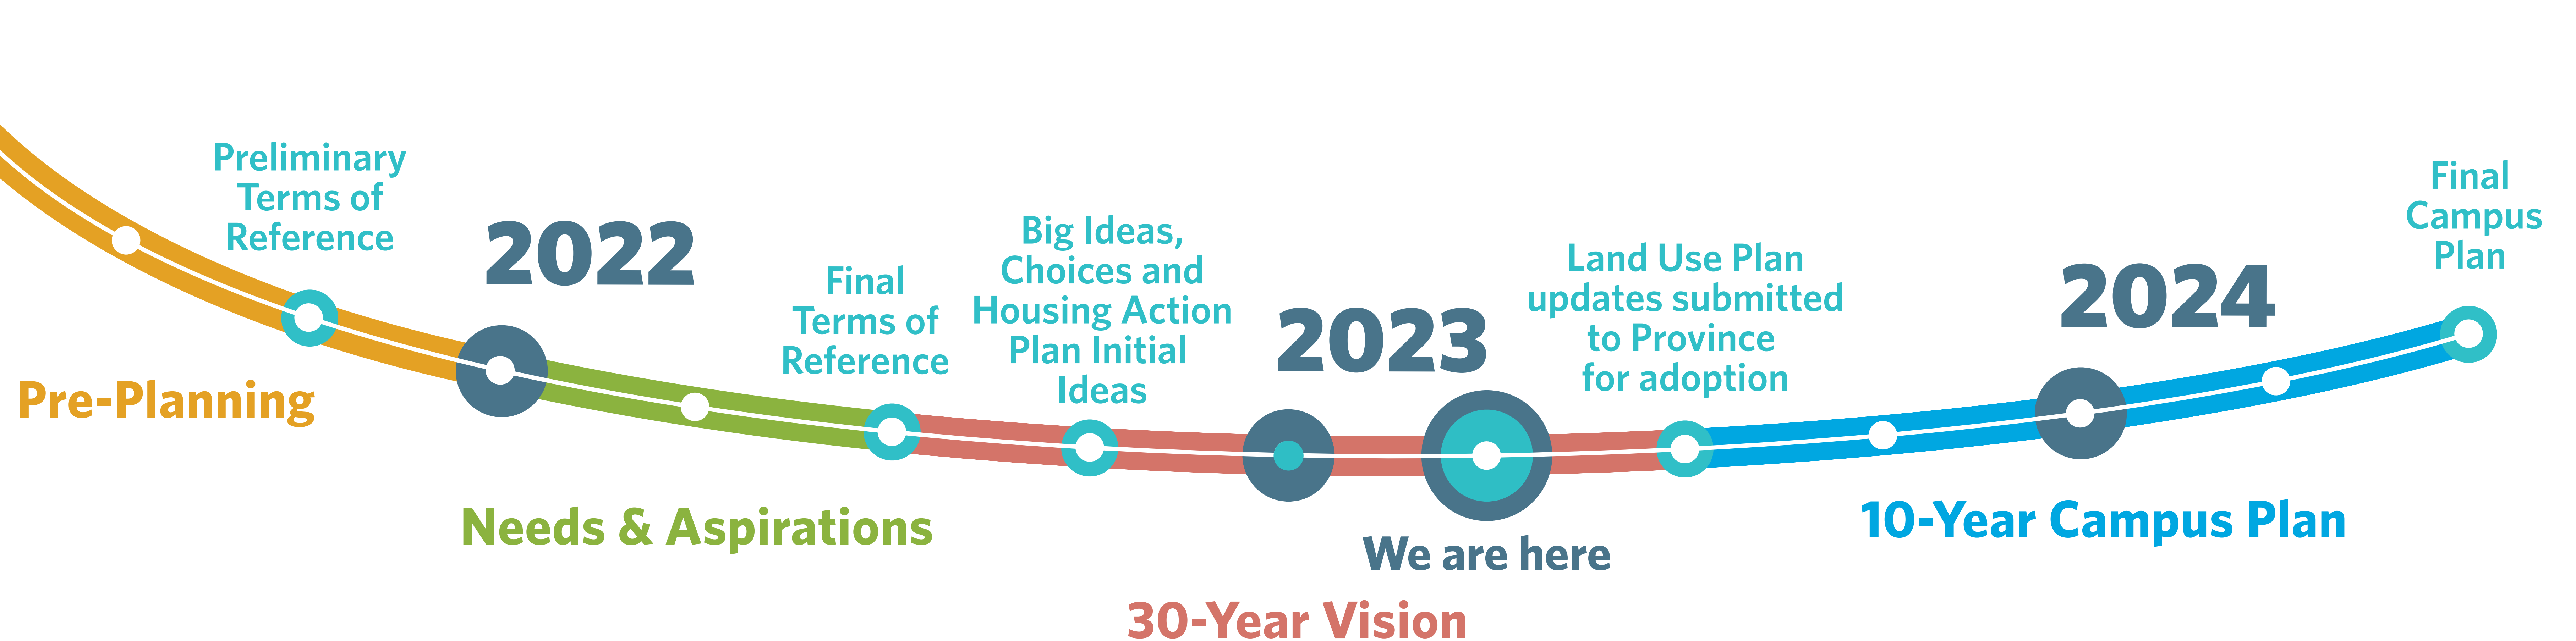 Preliminary
Terms of
Reference
Pre-Planning
2022
Needs & Aspirations
Final
Terms of
Reference
Big Ideas,
Choices and
Housing Action
Plan Initial
Ideas
2023
We are here
30-Year Vision
Land Use Plan
updates submitted
to Province
for adoption
2024
10-Year Campus Plan
Final
Campus
Plan